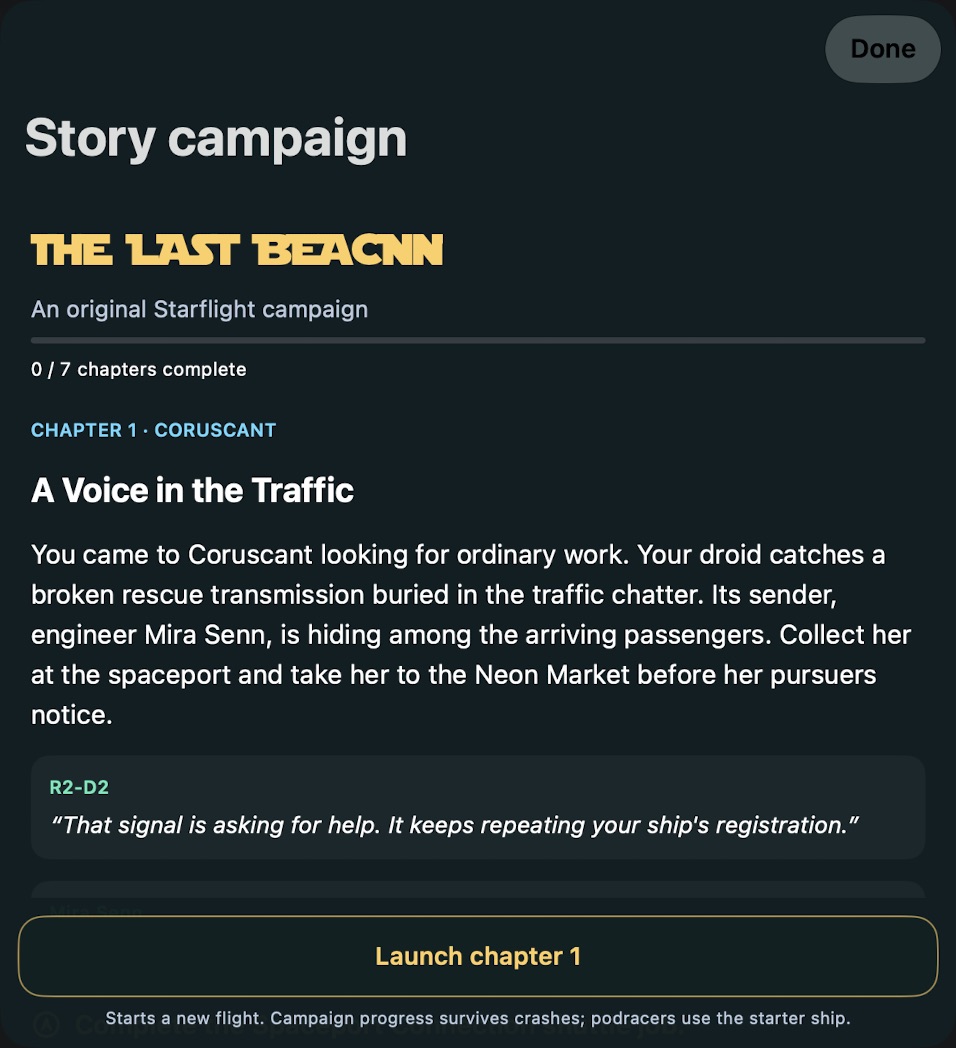 Done
Story campaign
THE LAST BEACNN
An original Starflight campaign
0 / 7 chapters complete
CHAPTER 1 · CORUSCANT
A Voice in the Traffic
You came to Coruscant looking for ordinary work. Your droid catches a
broken rescue transmission buried in the traffic chatter. Its sender,
engineer Mira Senn, is hiding among the arriving passengers. Collect her
at the spaceport and take her to the Neon Market before her pursuers
notice.
R2-D2
“That signal is asking for help. It keeps repeating your ship's registration.”
Mira Senn
Launch chapter 1
Starts a new flight. Campaign progress survives crashes; podracers use the starter ship.